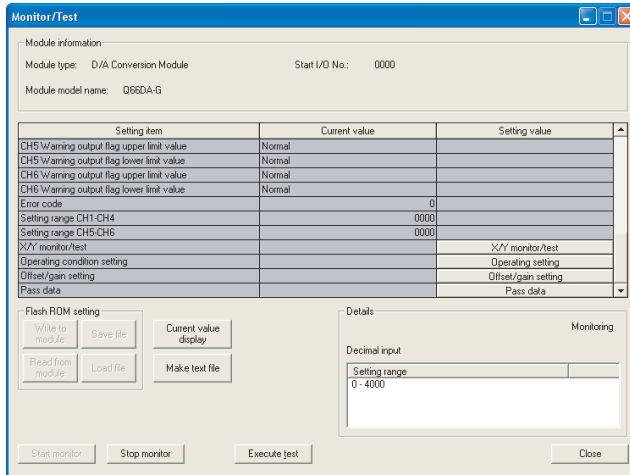 Monitor/Test
Module information
Module type: D/A Conversion Module Start I/O No.: 0000
Module model name: Q66DA-G
Setting item Current value Setting value
CH5 Warning output flag upper limit value Normal
CH5 Warning output flag lower limit value Normal
CH6 Warning output flag upper limit value Normal
CH6 Warning output flag lower limit value Normal
Error code 0
Setting range CH1-CH4 0000
Setting range CH5-CH6 0000
X/Y monitor/test X/Y monitor/test
Operating condition setting Operating setting
Offset/gain setting Offset/gain setting
Pass data Pass data
Flash ROM setting
Write to
module
Save file
Current value
display
Read from
module
Load file
Make text file
Details
Monitoring
Decimal input
Setting range
0 - 4000
Start monitor Stop monitor Execute test Close